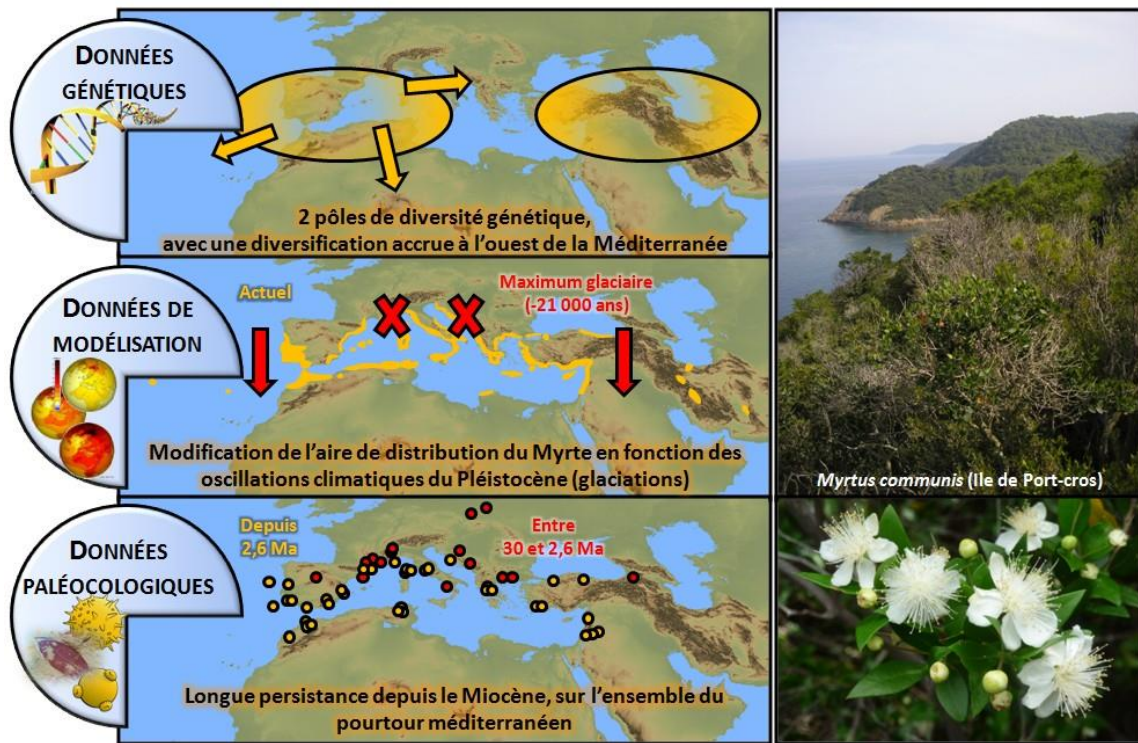 DONNÉES
GÉNÉTIQUES
2 pôles de diversité génétique,
avec une diversification accrue à l'ouest de la Méditerranée
DONNÉES DE
MODÉLISATION
Actuel
Maximum glaciaire
(-21 000 ans)
Modification de l'aire de distribution du Myrte en fonction des
oscillations climatiques du Pléistocène (glaciations)
DONNÉES
PALÉOCOLOGIQUES
Depuis
2,6 Ma
Entre
30 et 2,6 Ma
Longue persistance depuis le Miocène, sur l'ensemble du
pourtour méditerranéen
Myrtus communis (Ile de Port-cros)